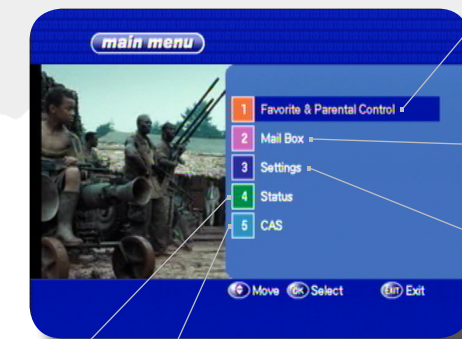 main menu
1 Favorite & Parental Control
2 Mail Box
3 Settings
4 Status
5 CAS
Move OK Select EXIT Exit